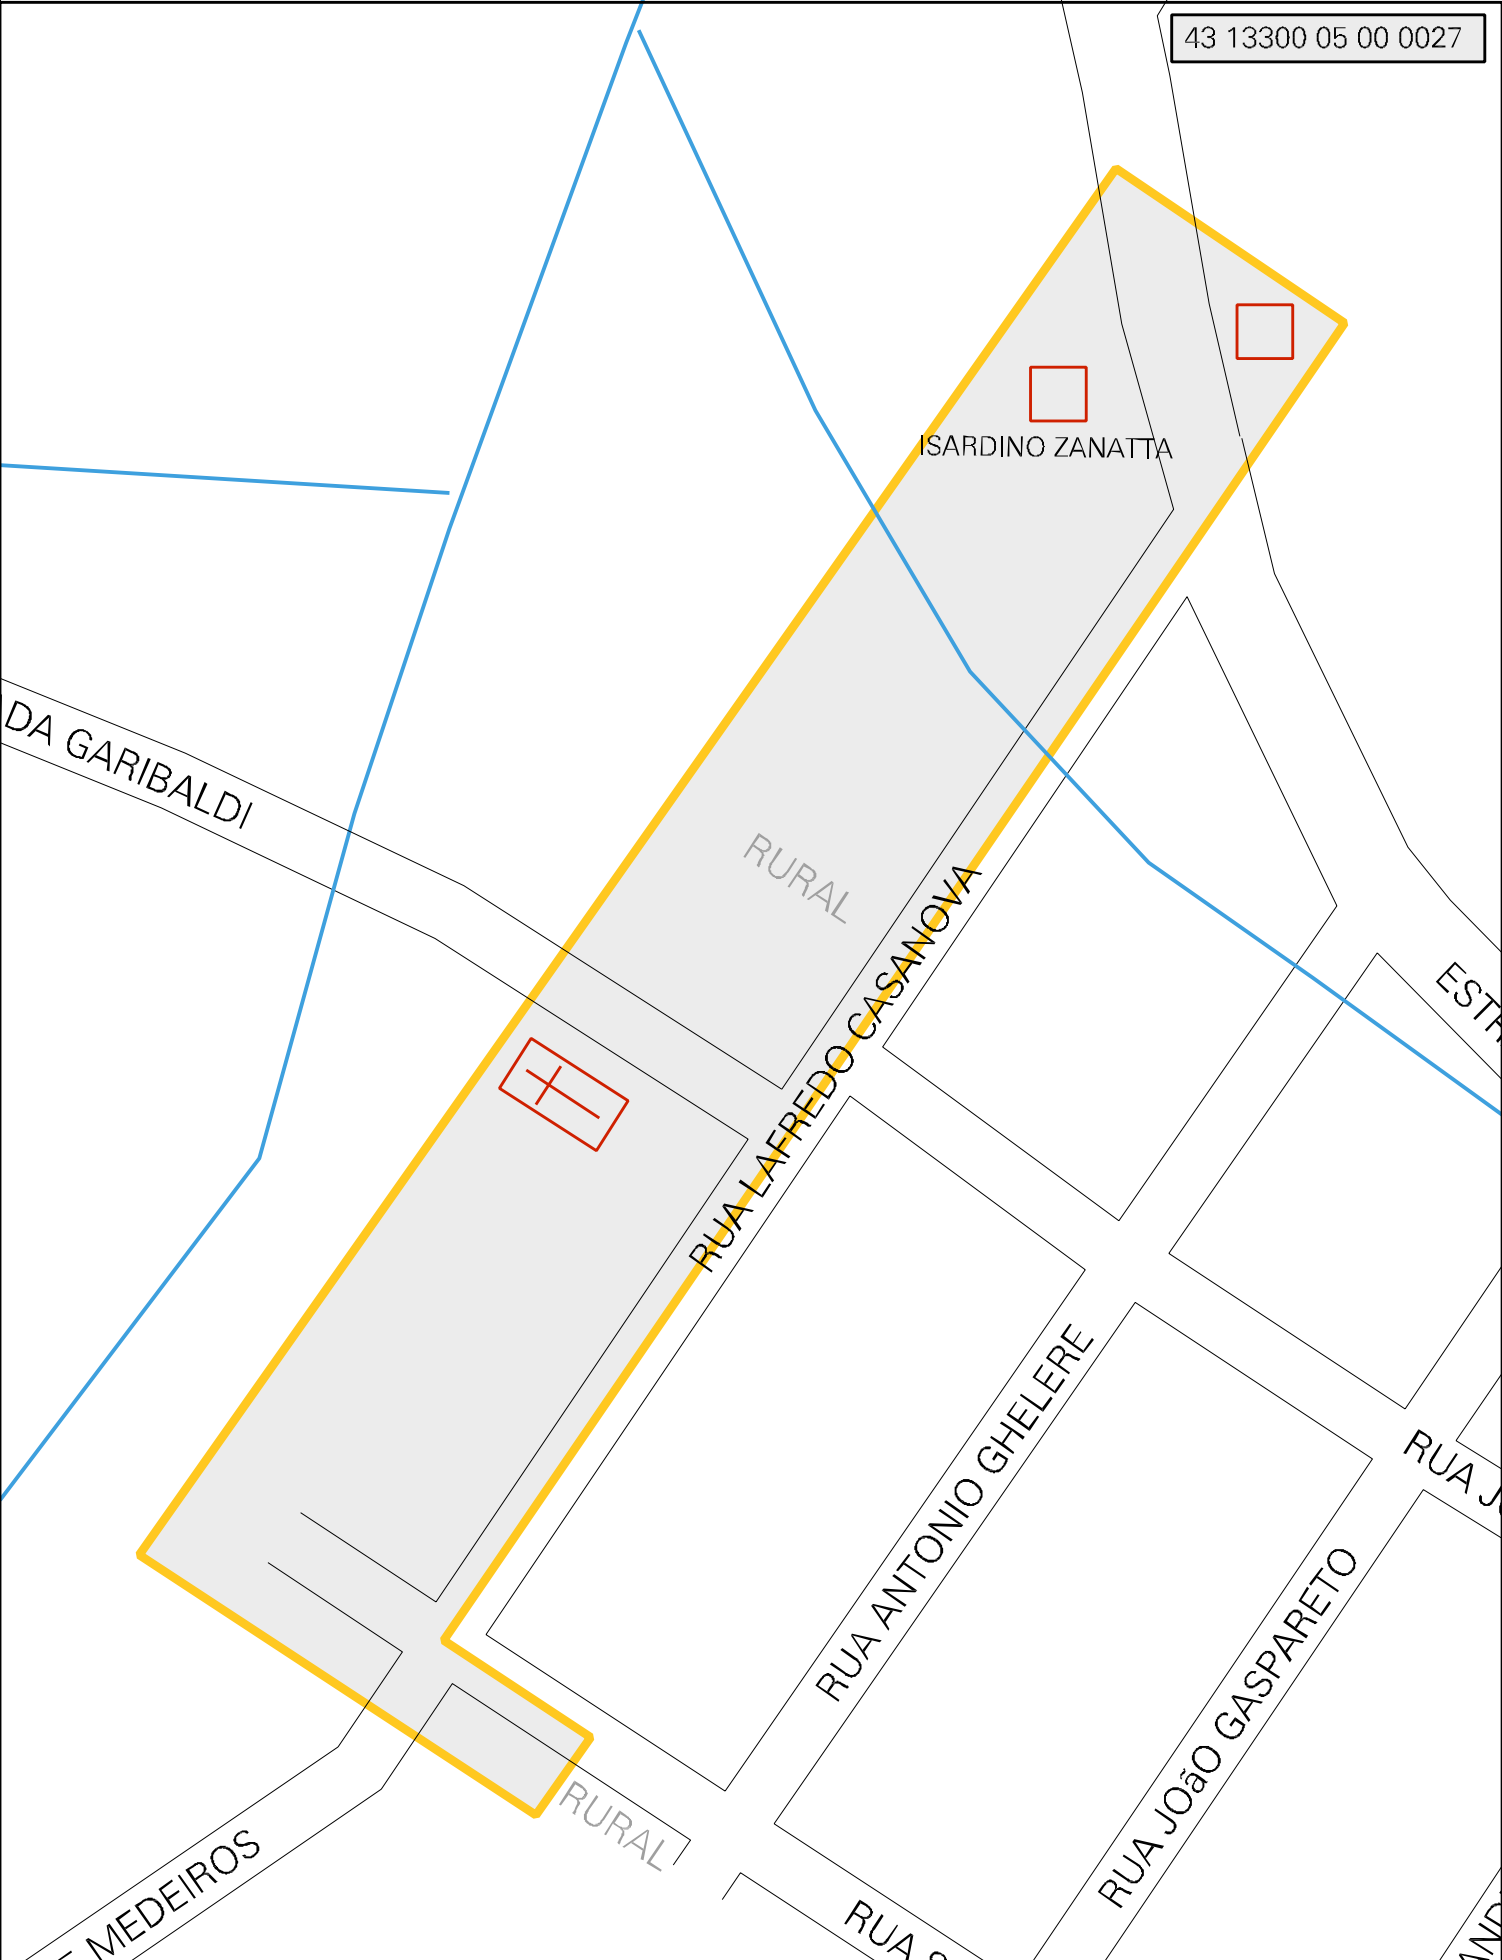 43 13300 05 00 0027
ISARDINO ZANATTA
DA GARIBALDI
RURAL
RUA LAFREDO CASANOVA
RUA ANTONIO GHELERE
RUA JOãO GASPARETO
RUA
RURAL
MEDEIROS
RUA